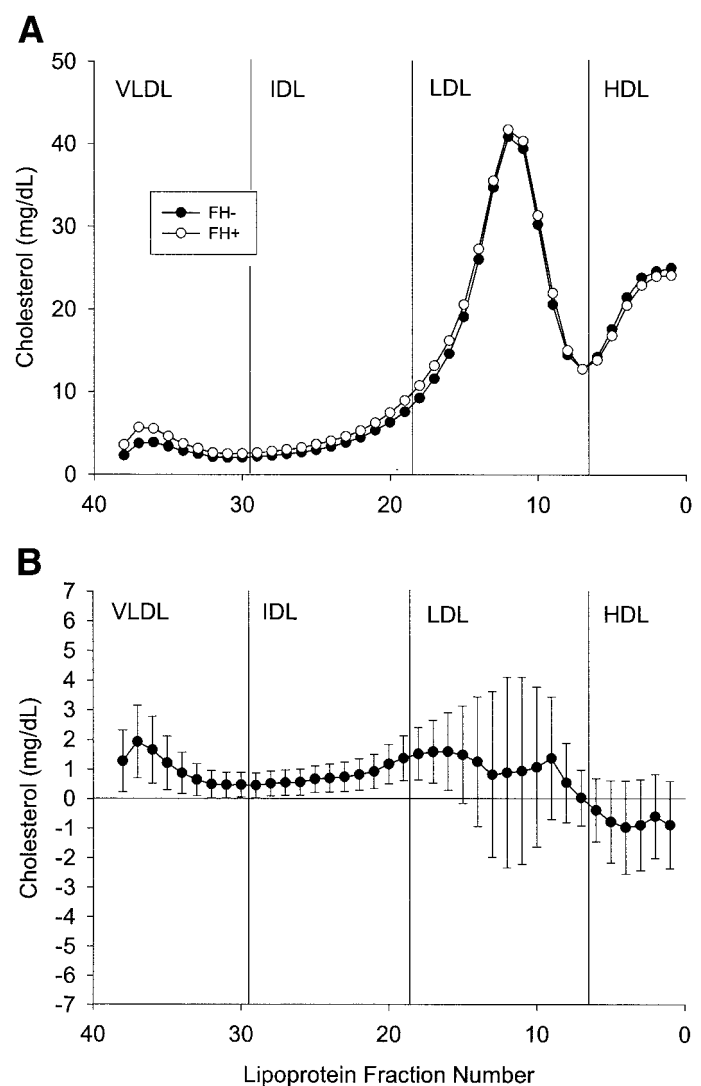 A
50
40
30
20
10
0
Cholesterol (mg/dL)
VLDL IDL LDL HDL
FH-
FH+
40 30 20 10 0
B
7
6
5
4
3
2
1
0
-1
-2
-3
-4
-5
-6
-7
Cholesterol (mg/dL)
VLDL IDL LDL HDL
40 30 20 10 0
Lipoprotein Fraction Number